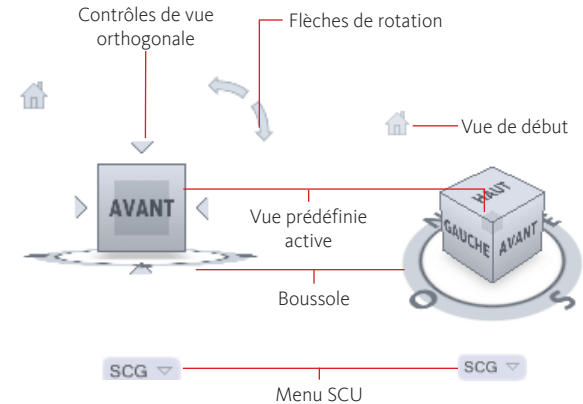 Contrôles de vue
orthogonale
Flèches de rotation
Vue de début
HAUT
AVANT
GAUCHE
AVANT
N
E
Vue prédéfinie
active
Boussole
O
S
SCG
SCG
Menu SCU